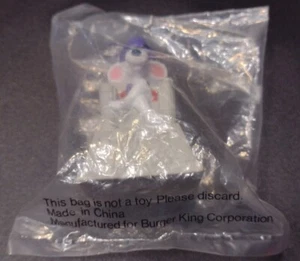 This bag is not a toy. Please discard.
Made in China
Manufactured for Burger King Corporation